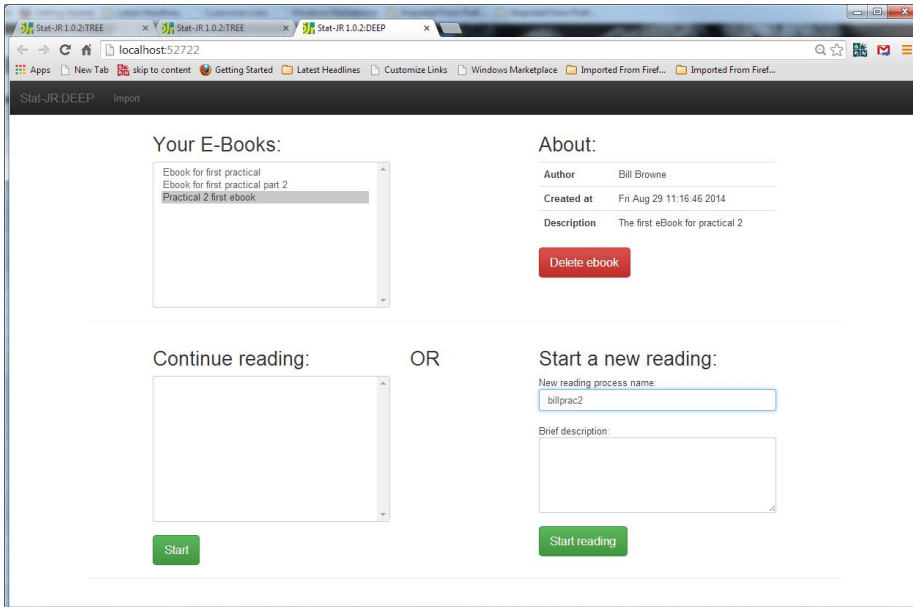 Stat-JR 1.0.2:TREE
Stat-JR 1.0.2:TREE
Stat-JR 1.0.2:DEEP
localhost:52722
Apps New Tab skip to content Getting Started Latest Headlines Customize Links Windows Marketplace Imported From Firef... Imported From Firef...
Stat-JR:DEEP Import
Your E-Books:
Ebook for first practical
Ebook for first practical part 2
Practical 2 first ebook
About:
Author Bill Browne
Created at Fri Aug 29 11:16:46 2014
Description The first eBook for practical 2
Delete ebook
Continue reading:
Start
OR
Start a new reading:
New reading process name:
billprac2
Brief description:
Start reading